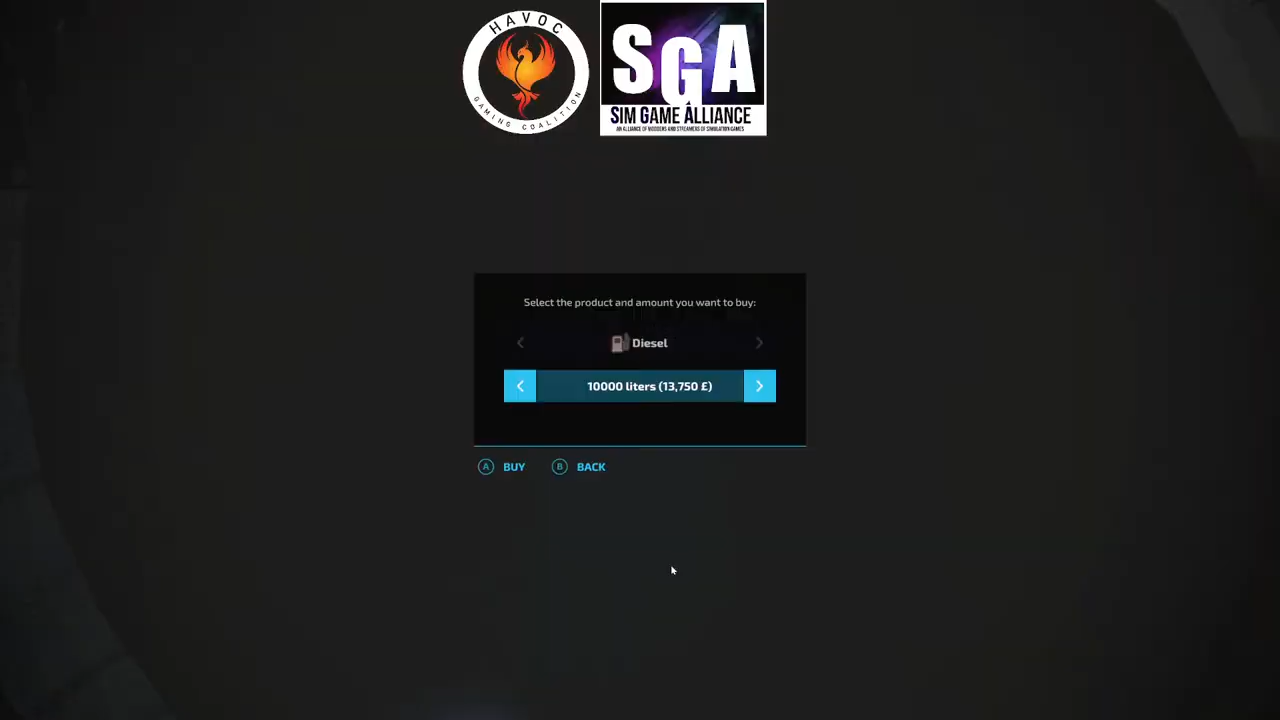 HAVOC
GAMING COALITION
SGA
SIM GAME ALLIANCE
AN ALLIANCE OF MODDERS AND STREAMERS OF SIMULATION GAMES
Select the product and amount you want to buy:
Diesel
10000 liters (13,750 £)
A BUY B BACK